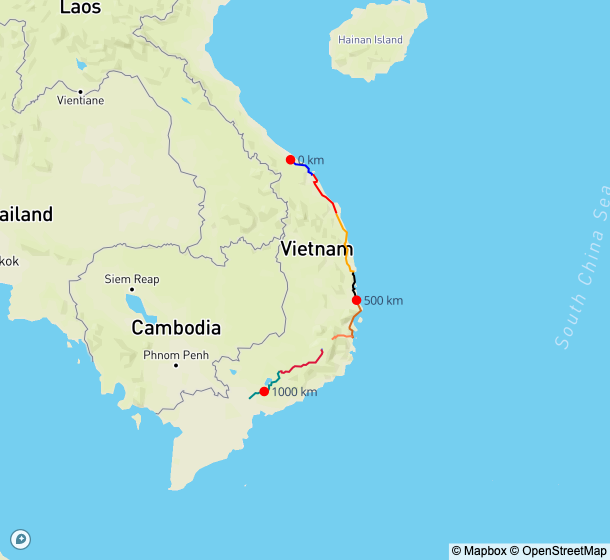 Laos
Hainan Island
Vientiane
0 km
ailand
Vietnam
kok
Siem Reap
South China Sea
500 km
Cambodia
Phnom Penh
1000 km
© Mapbox © OpenStreetMap